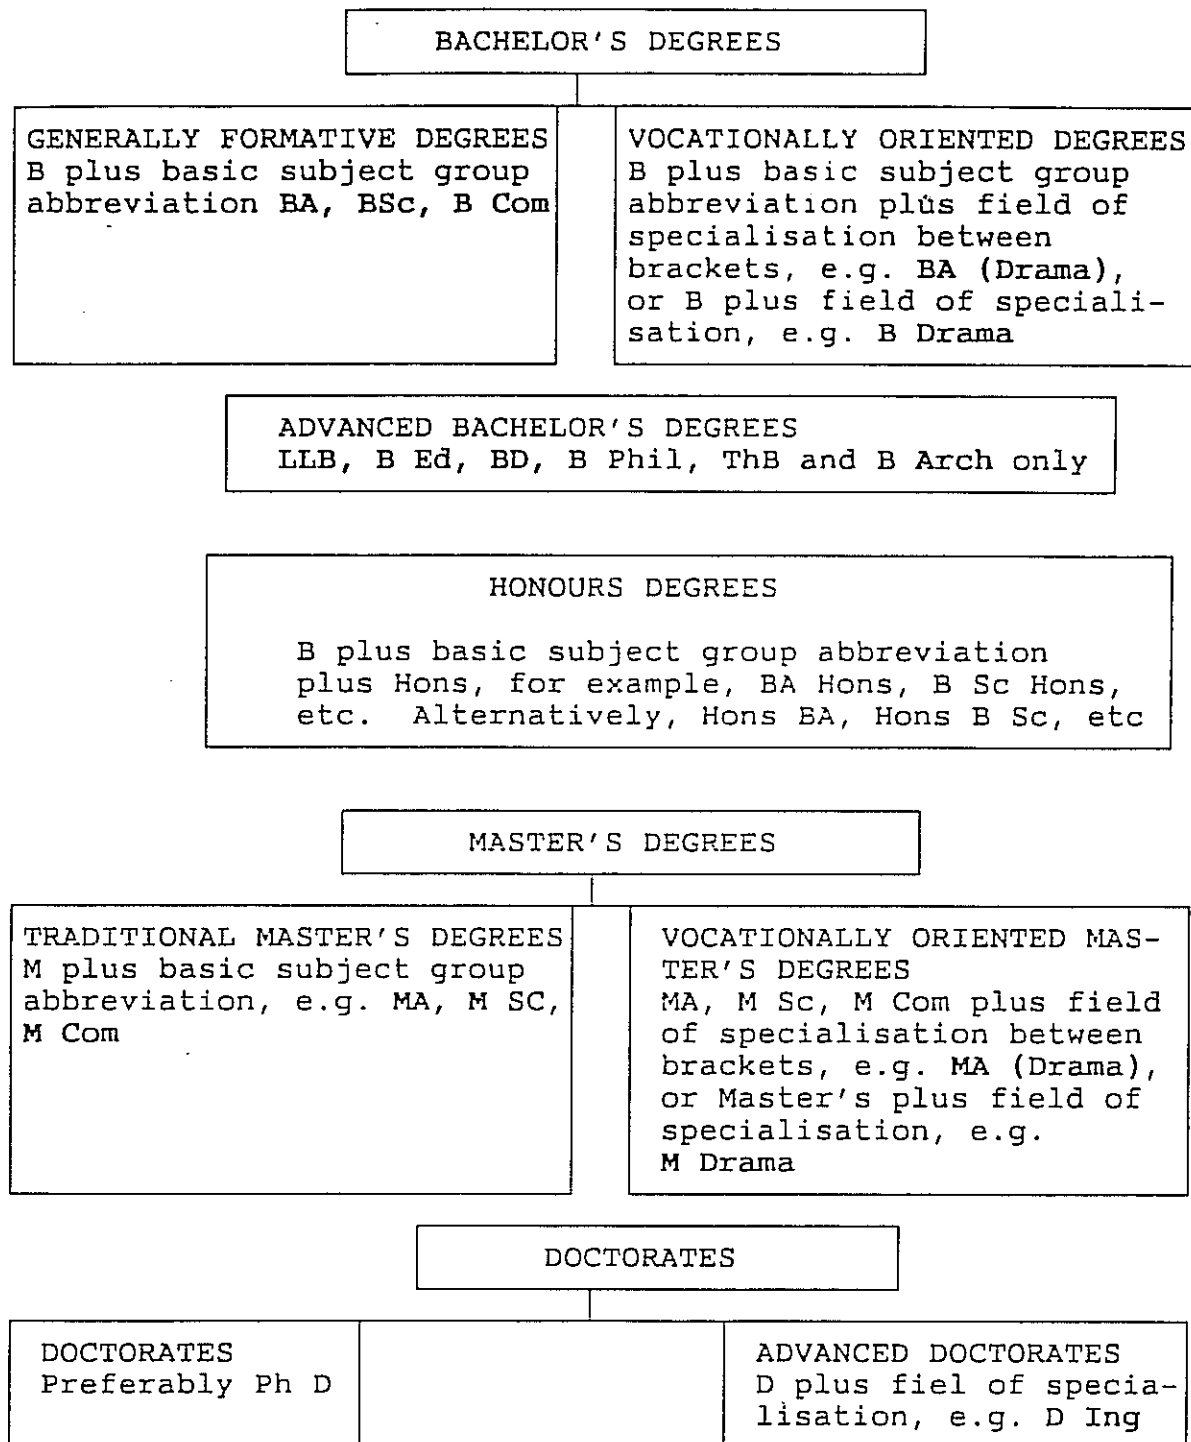 BACHELOR'S DEGREES
GENERALLY FORMATIVE DEGREES
B plus basic subject group
abbreviation BA, BSc, B Com
VOCATIONALLY ORIENTED DEGREES
B plus basic subject group
abbreviation plus field of
specialisation between
brackets, e.g. BA (Drama),
or B plus field of speciali-
sation, e.g. B Drama
ADVANCED BACHELOR'S DEGREES
LLB, B Ed, BD, B Phil, ThB and B Arch only
HONOURS DEGREES
B plus basic subject group abbreviation
plus Hons, for example, BA Hons, B Sc Hons,
etc. Alternatively, Hons BA, Hons B Sc, etc
MASTER'S DEGREES
TRADITIONAL MASTER'S DEGREES
M plus basic subject group
abbreviation, e.g. MA, M SC,
M Com
VOCATIONALLY ORIENTED MAS-
TER'S DEGREES
MA, M Sc, M Com plus field
of specialisation between
brackets, e.g. MA (Drama),
or Master's plus field of
specialisation, e.g.
M Drama
DOCTORATES
DOCTORATES
Preferably Ph D
ADVANCED DOCTORATES
D plus fiel of specia-
lisation, e.g. D Ing